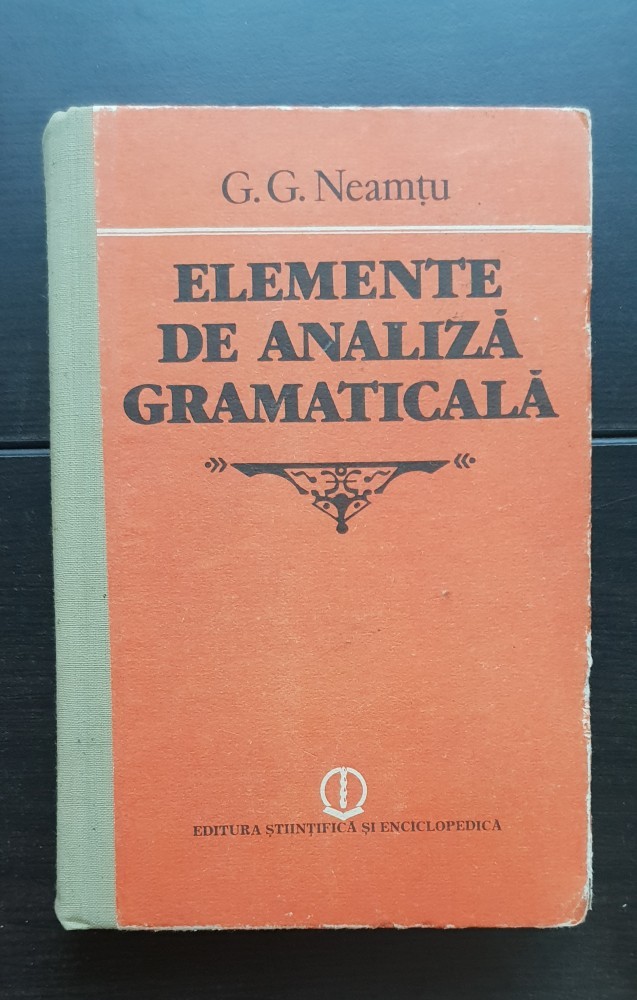 G. G. Neamțu
ELEMENTE
DE ANALIZĂ
GRAMATICALĂ
EDITURA ȘTIINȚIFICĂ ȘI ENCICLOPEDICĂ